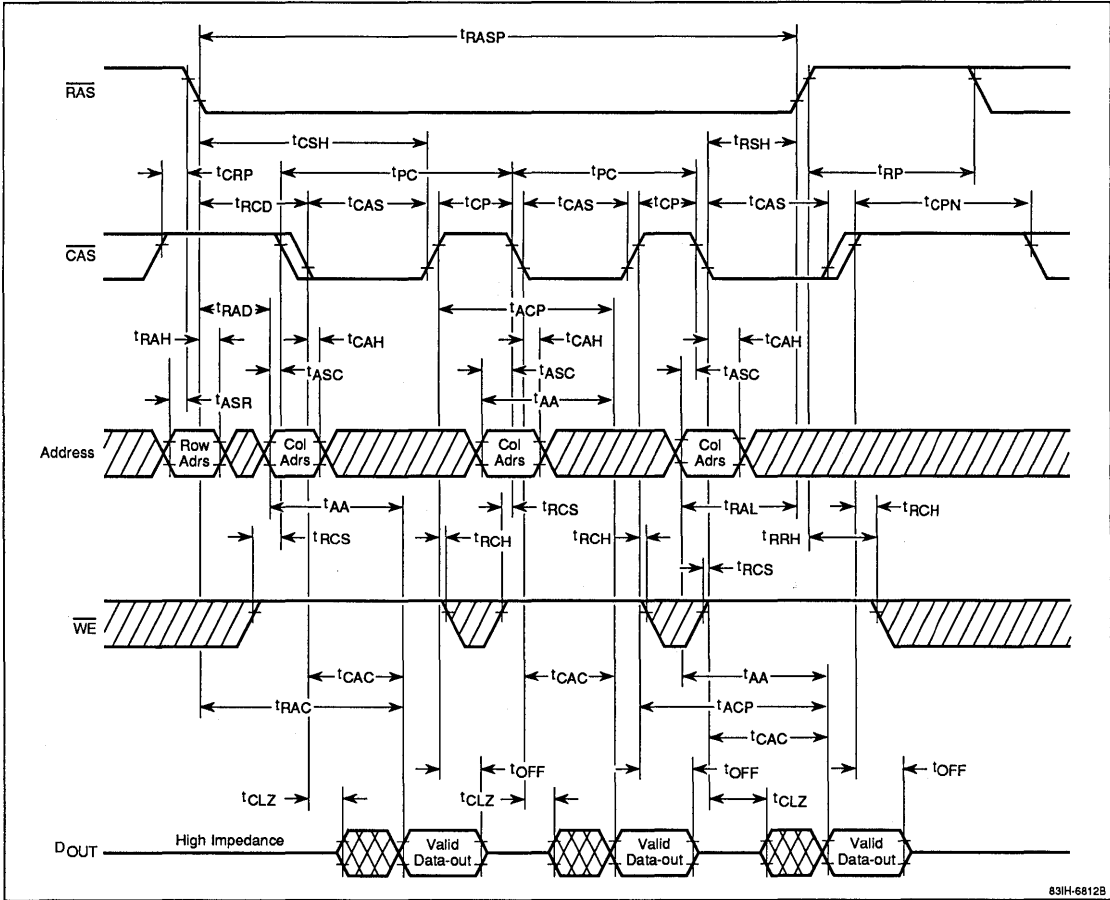 tRASP
RAS
tCSH
tRSH
tCRP
tPC
tPC
tRP
tRCD
tCAS
tCP
tCAS
tCP
tCAS
tCPN
CAS
tRAD
tACP
tRAH
tCAH
tCAH
tCAH
tASC
tASC
tASC
tASR
tAA
Address
Row Adrs
Col Adrs
Col Adrs
Col Adrs
tAA
tRCS
tRAL
tRCH
tRCS
tRCH
tRCH
tRRH
tRCS
WE
tCAC
tCAC
tAA
tRAC
tACP
tCAC
tOFF
tOFF
tOFF
tCLZ
tCLZ
tCLZ
DOUT
High Impedance
Valid Data-out
Valid Data-out
Valid Data-out
83IH-6812B